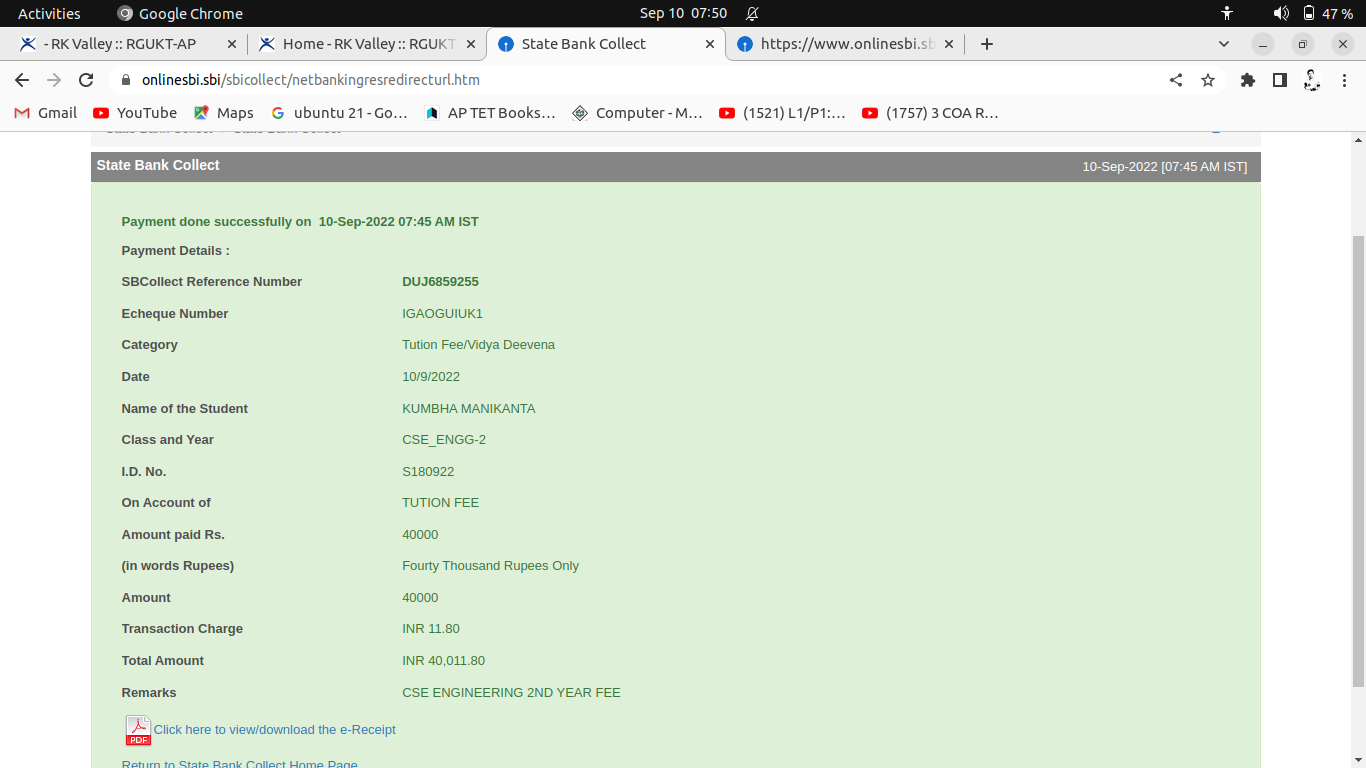 Activities Google Chrome Sep 10 07:50 47 %
- RK Valley :: RGUKT-AP Home - RK Valley :: RGUKT- State Bank Collect https://www.onlinesbi.sb
onlinesbi.sbi/sbicollect/netbankingresredirecturl.htm
Gmail YouTube Maps ubuntu 21 - Go… AP TET Books… Computer - M… (1521) L1/P1:… (1757) 3 COA R…
State Bank Collect 10-Sep-2022 [07:45 AM IST]
Payment done successfully on 10-Sep-2022 07:45 AM IST
Payment Details :
SBCollect Reference Number DUJ6859255
Echeque Number IGAOGUIUK1
Category Tution Fee/Vidya Deevena
Date 10/9/2022
Name of the Student KUMBHA MANIKANTA
Class and Year CSE_ENGG-2
I.D. No. S180922
On Account of TUTION FEE
Amount paid Rs. 40000
(in words Rupees) Fourty Thousand Rupees Only
Amount 40000
Transaction Charge INR 11.80
Total Amount INR 40,011.80
Remarks CSE ENGINEERING 2ND YEAR FEE
PDF Click here to view/download the e-Receipt
Return to State Bank Collect Home Page